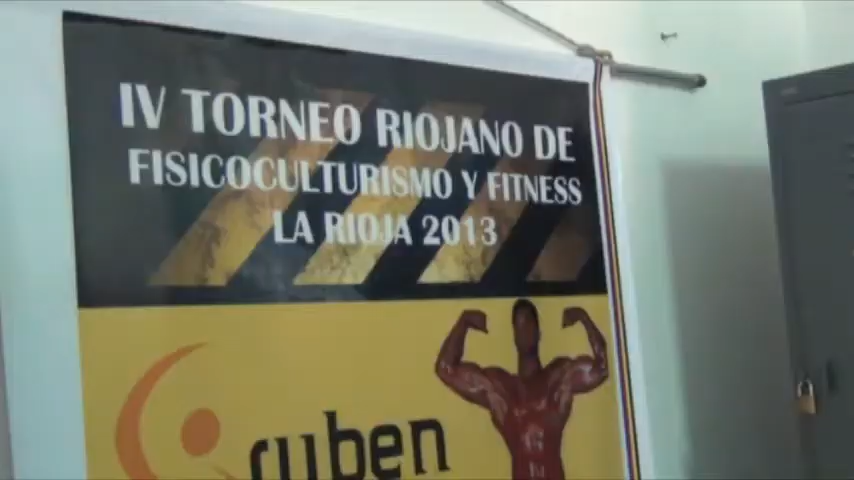 IV TORNEO RIOJANO DE
FISICOCULTURISMO Y FITNESS
LA RIOJA 2013
ruben